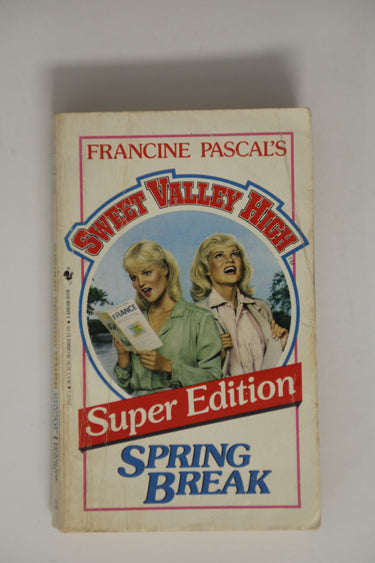 FRANCINE PASCAL'S
SWEET VALLEY HIGH
FRANCE
Super Edition
SPRING
BREAK